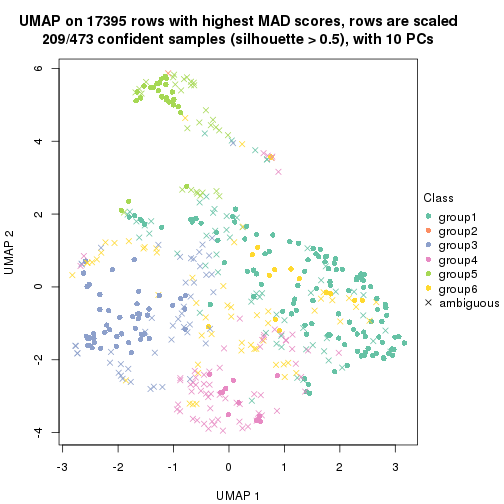 UMAP on 17395 rows with highest MAD scores, rows are scaled
209/473 confident samples (silhouette > 0.5), with 10 PCs
6
4
2
0
-2
-4
UMAP 2
-3
-2
-1
0
1
2
3
UMAP 1
Class
group1
group2
group3
group4
group5
group6
ambiguous